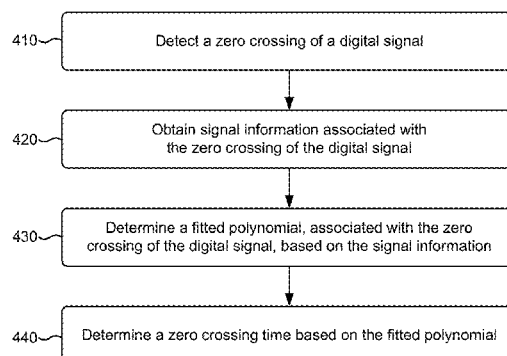 410
Detect a zero crossing of a digital signal
420
Obtain signal information associated with
the zero crossing of the digital signal
430
Determine a fitted polynomial, associated with the zero
crossing of the digital signal, based on the signal information
440
Determine a zero crossing time based on the fitted polynomial